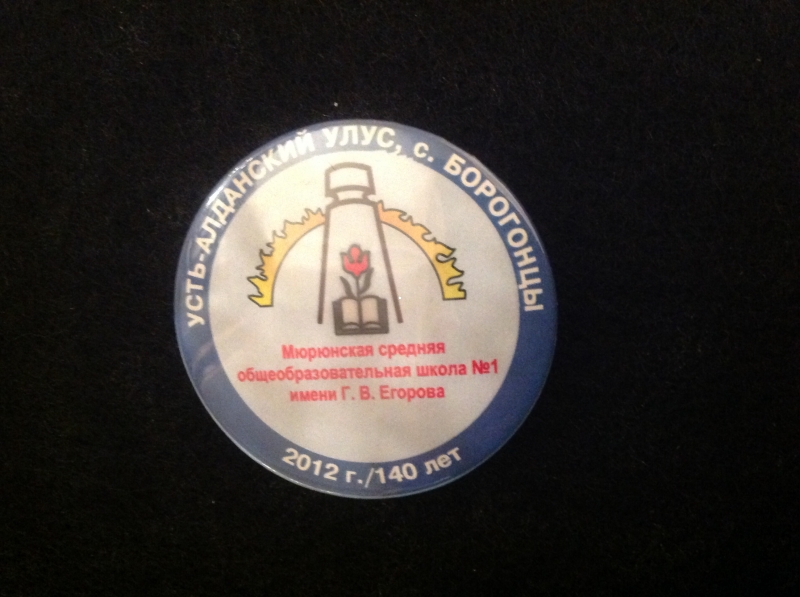 УСТЬ-АЛДАНСКИЙ УЛУС, с. БОРОГОНЦЫ
Мюрюнская средняя
общеобразовательная школа №1
имени Г. В. Егорова
2012 г./140 лет